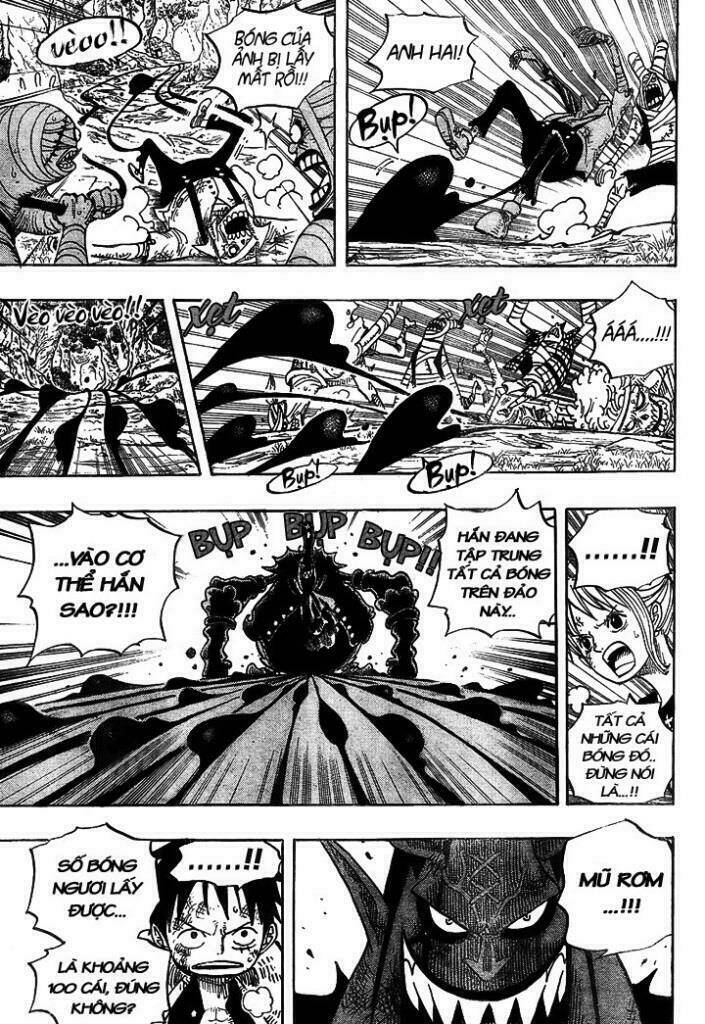 ANH HAI!
BỤP!
BÓNG CỦA
ẢNH BỊ LẤY
MẤT RỒI!!
VÈOO!!
ÁÁÁ....!!!
XẸT
XẸT
BỤP!
BỤP!
VÈO VÈO VÈO!!
......!!
TẤT CẢ
NHỮNG CÁI
BÓNG ĐÓ..
ĐỪNG NÓI
LÀ...!!
HẮN ĐANG
TẬP TRUNG
TẤT CẢ BÓNG
TRÊN ĐẢO
NÀY..
BỤP BỤP BỤP!!
...VÀO CƠ
THỂ HẮN
SAO?!!!
MŨ RƠM
...!!!
......!!
SỐ BÓNG
NGƯƠI LẤY
ĐƯỢC...
LÀ KHOẢNG
100 CÁI, ĐÚNG
KHÔNG?